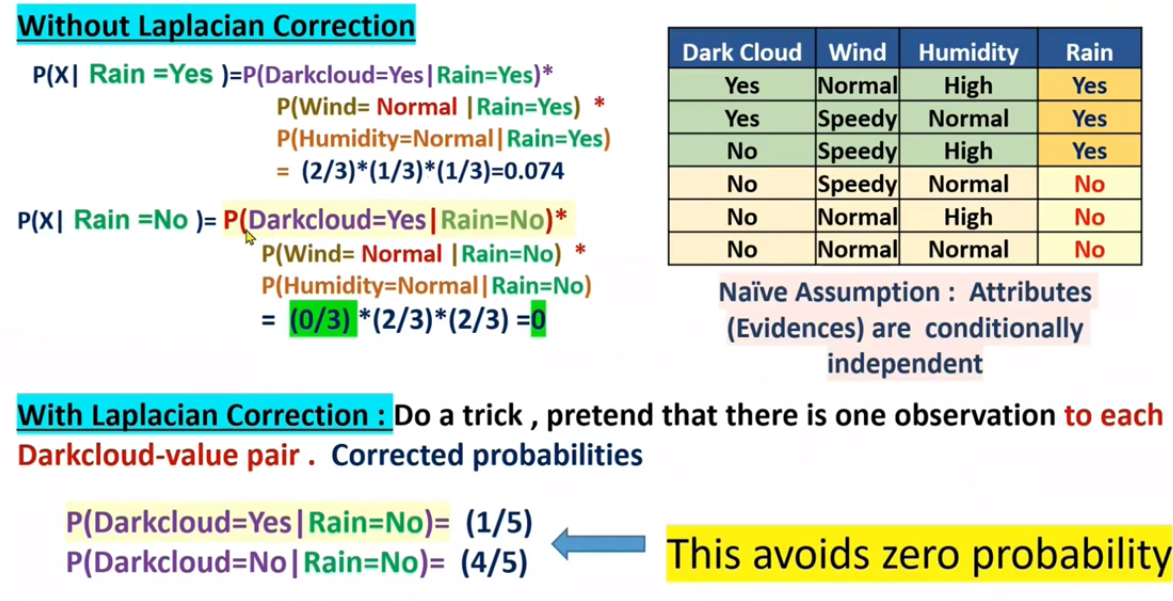 Without Laplacian Correction
P(X| Rain =Yes )=P(Darkcloud=Yes|Rain=Yes)*
P(Wind= Normal |Rain=Yes) *
P(Humidity=Normal|Rain=Yes)
= (2/3)*(1/3)*(1/3)=0.074
P(X| Rain =No )= P(Darkcloud=Yes|Rain=No)*
P(Wind= Normal |Rain=No) *
P(Humidity=Normal|Rain=No)
= (0/3) *(2/3)*(2/3) =0
Dark Cloud Wind Humidity Rain
Yes Normal High Yes
Yes Speedy Normal Yes
No Speedy High Yes
No Speedy Normal No
No Normal High No
No Normal Normal No
Naïve Assumption : Attributes
(Evidences) are conditionally
independent
With Laplacian Correction : Do a trick , pretend that there is one observation to each
Darkcloud-value pair . Corrected probabilities
P(Darkcloud=Yes|Rain=No)= (1/5)
P(Darkcloud=No|Rain=No)= (4/5)
This avoids zero probability